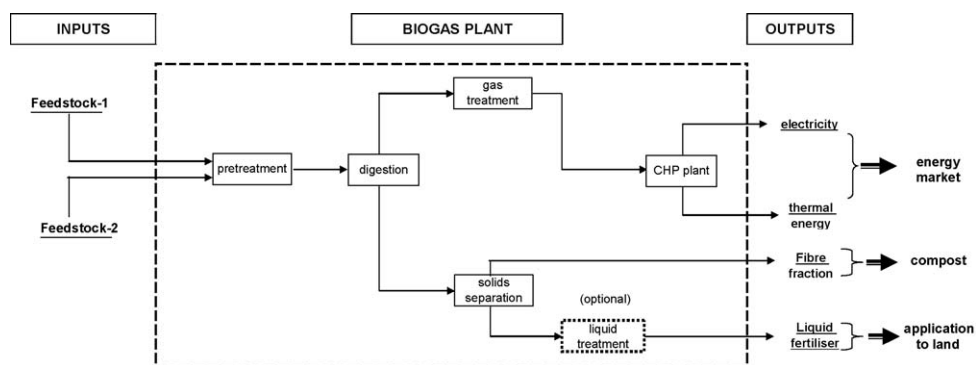 INPUTS
BIOGAS PLANT
OUTPUTS
Feedstock-1
Feedstock-2
pretreatment
digestion
gas
treatment
CHP plant
solids
separation
(optional)
liquid
treatment
electricity
thermal
energy
energy
market
Fibre
fraction
compost
Liquid
fertiliser
application
to land